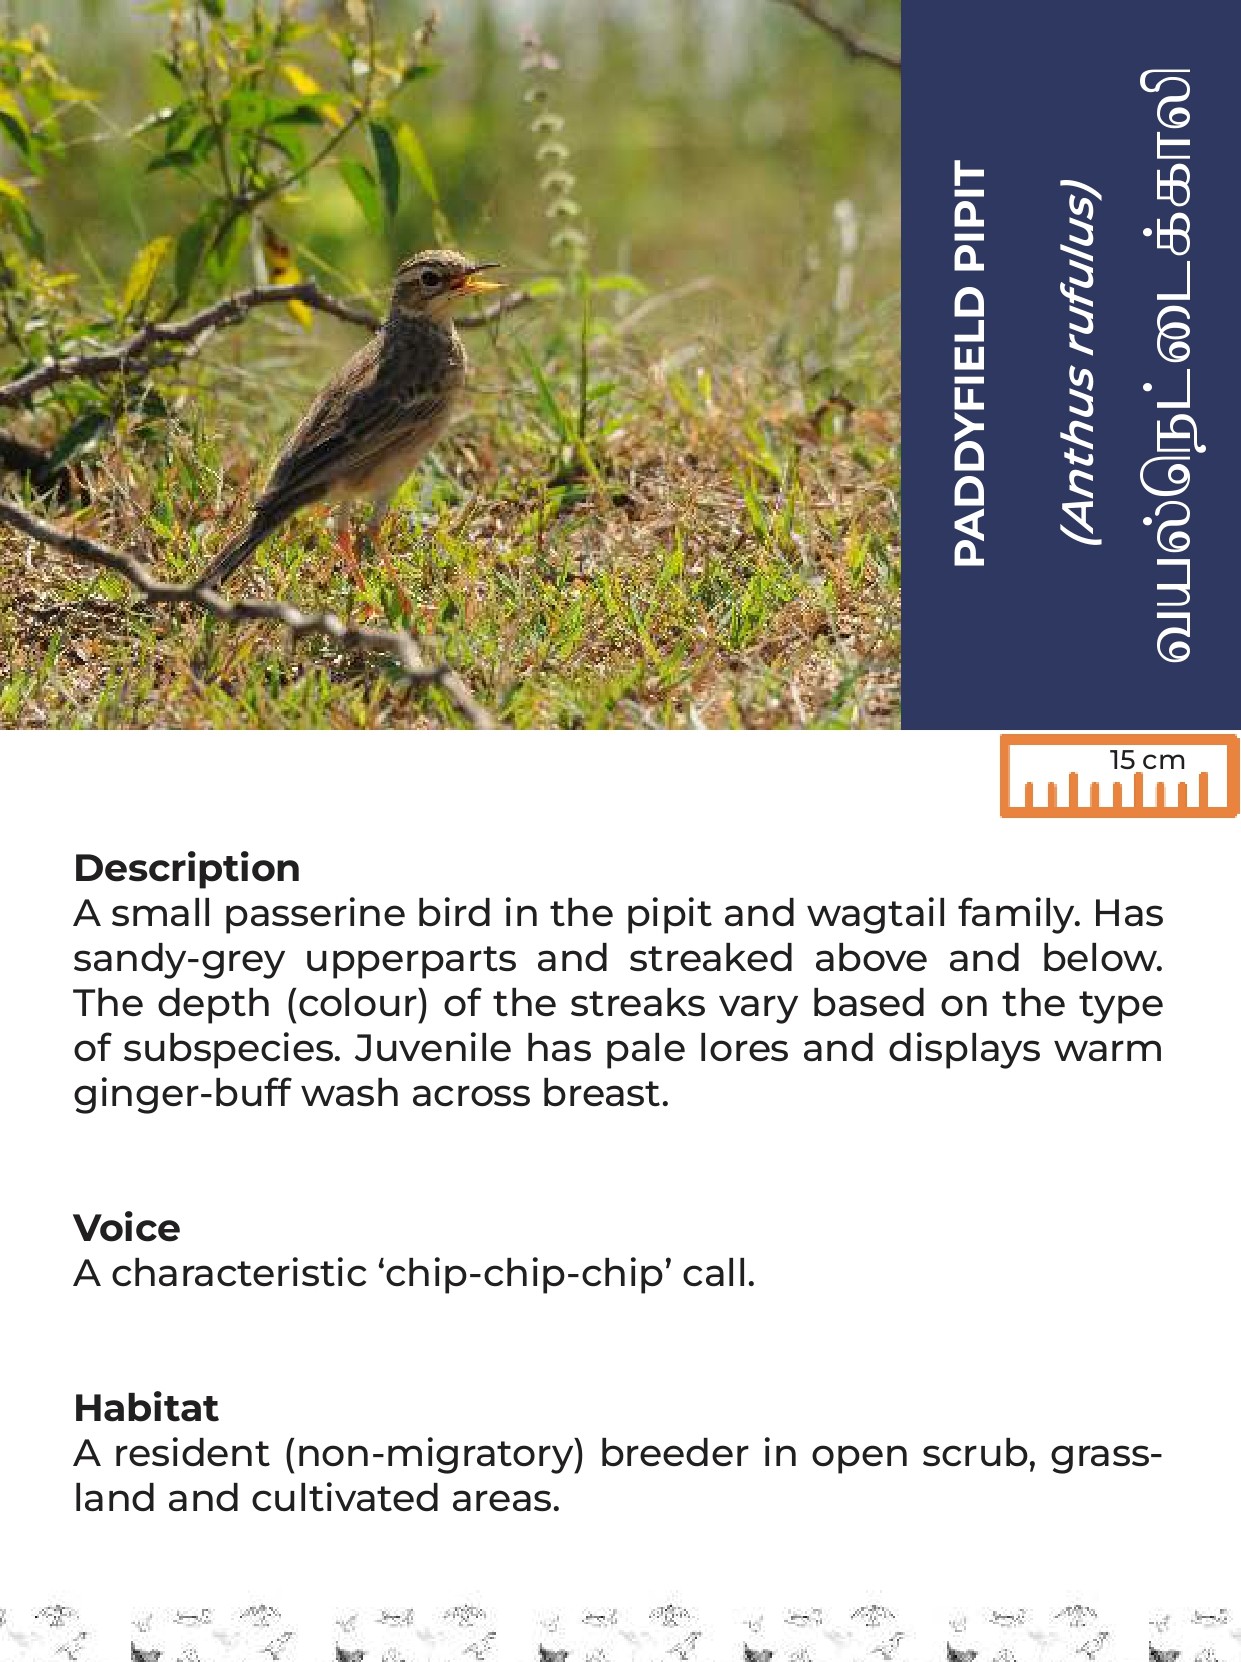 PADDYFIELD PIPIT
(Anthus rufulus)
வயல்நெட்டைக்காலி
15 cm
Description
A small passerine bird in the pipit and wagtail family. Has
sandy-grey upperparts and streaked above and below.
The depth (colour) of the streaks vary based on the type
of subspecies. Juvenile has pale lores and displays warm
ginger-buff wash across breast.
Voice
A characteristic ‘chip-chip-chip’ call.
Habitat
A resident (non-migratory) breeder in open scrub, grass-
land and cultivated areas.